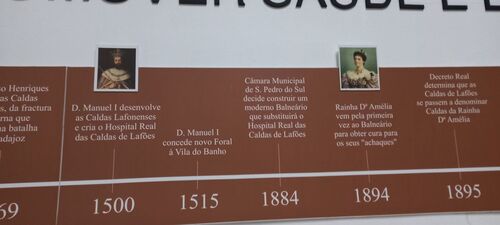 SAÚDE E
so Henriques
as Caldas
s, da fractura
rna que
na batalha
adajoz
69
D. Manuel I desenvolve
as Caldas Lafonenses
e cria o Hospital Real
das Caldas de Lafões
1500
D. Manuel I
concede novo Foral
á Vila do Banho
1515
Câmara Municipal
de S. Pedro do Sul
decide construir um
moderno Balneário
que substituirá o
Hospital Real das
Caldas de Lafões
1884
Rainha Dª Amélia
vem pela primeira
vez ao Balneário
para obter cura para
os seus "achaques"
1894
Decreto Real
determina que as
Caldas de Lafões
se passem a denominar
Caldas da Rainha
Dª Amélia
1895